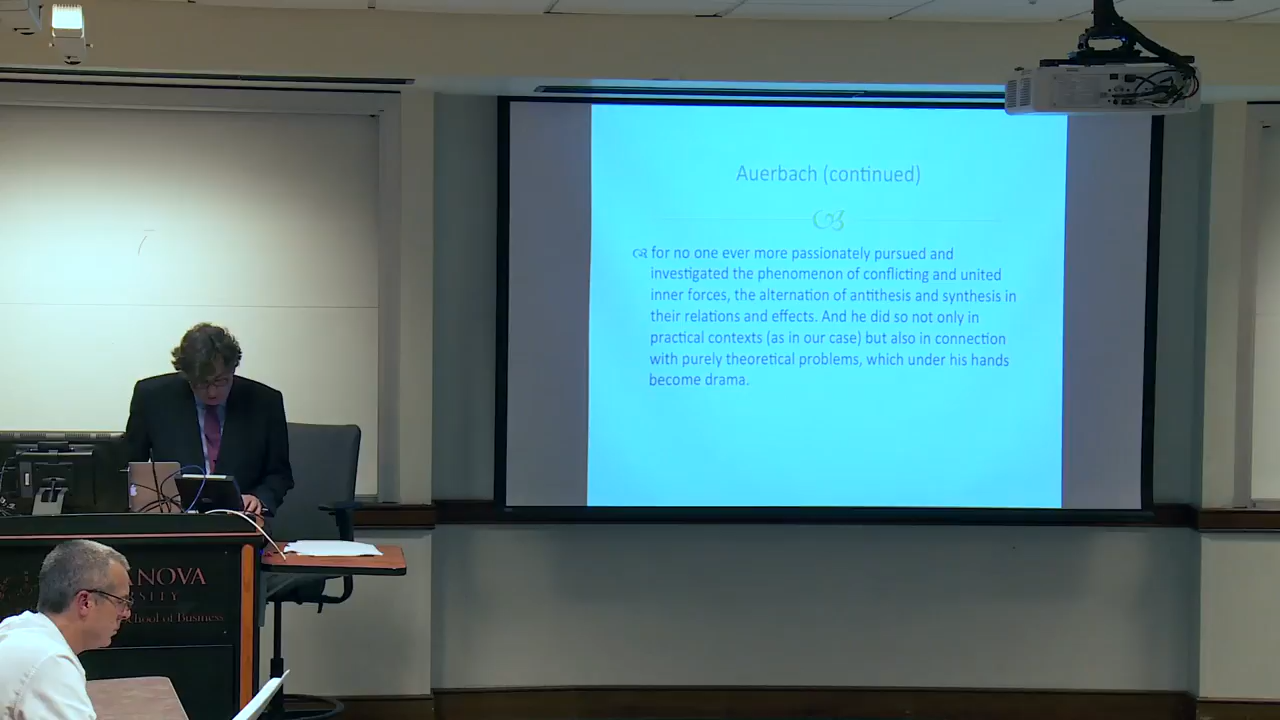 Auerbach (continued)
for no one ever more passionately pursued and
investigated the phenomenon of conflicting and united
inner forces, the alternation of antithesis and synthesis in
their relations and effects. And he did so not only in
practical contexts (as in our case) but also in connection
with purely theoretical problems, which under his hands
become drama.
ANOVA
SITY
chool of Business